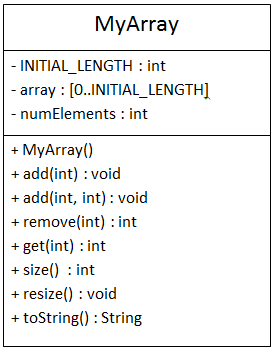 MyArray
- INITIAL_LENGTH : int
- array : [0..INITIAL_LENGTH]
- numElements : int
+ MyArray()
+ add(int) : void
+ add(int, int) : void
+ remove(int) : int
+ get(int) : int
+ size() : int
+ resize() : void
+ toString() : String